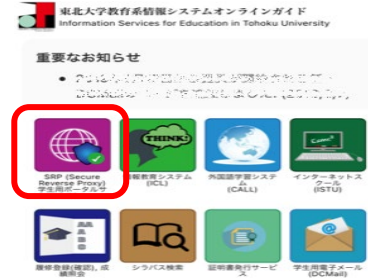 東北大学教育系情報システムオンラインガイド
Information Services for Education in Tohoku University
重要なお知らせ
THINK!
SRP (Secure
Reverse Proxy)
学生用ポータルサ
報教育システム
(ICL)
外国語学習システ
ム
(CALL)
インターネットス
クール
(ISTU)
履修登録(確認), 成
績照会
シラバス検索
証明書発行サービ
ス
学生用電子メール
(DCMail)